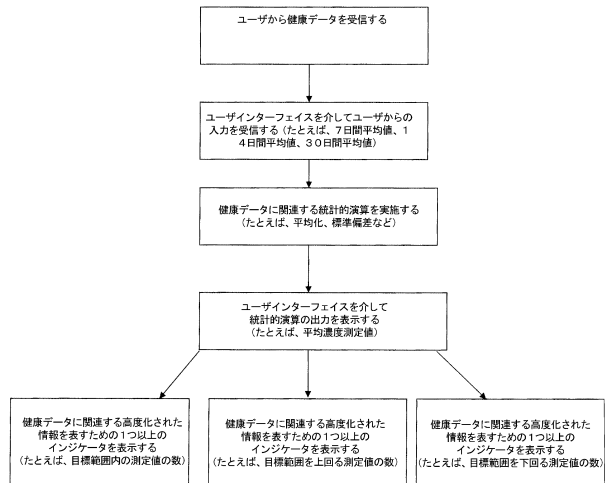 ユーザから健康データを受信する
ユーザインターフェイスを介してユーザからの
入力を受信する（たとえば、７日間平均値、１
４日間平均値、３０日間平均値）
健康データに関連する統計的演算を実施する
（たとえば、平均化、標準偏差など）
ユーザインターフェイスを介して
統計的演算の出力を表示する
（たとえば、平均濃度測定値）
健康データに関連する高度化された
情報を表すための１つ以上の
インジケータを表示する
（たとえば、目標範囲内の測定値の数）
健康データに関連する高度化された
情報を表すための１つ以上の
インジケータを表示する
（たとえば、目標範囲を上回る測定値の数）
健康データに関連する高度化された
情報を表すための１つ以上の
インジケータを表示する
（たとえば、目標範囲を下回る測定値の数）